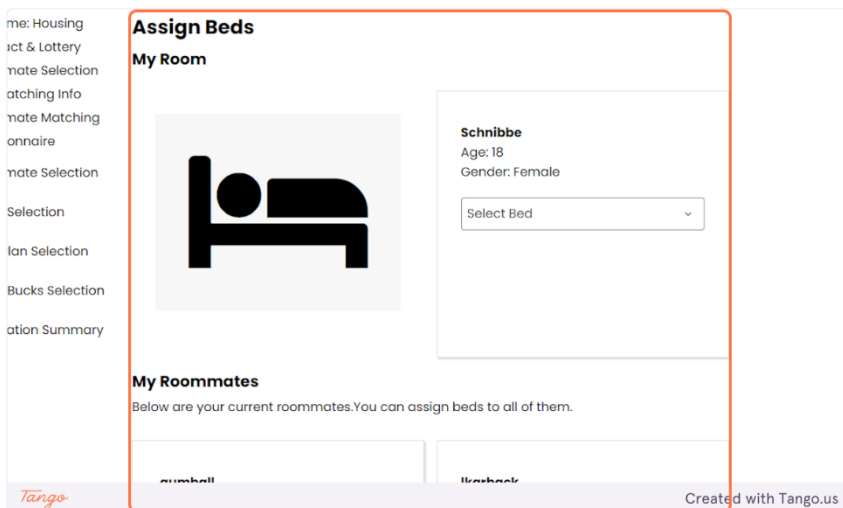 me: Housing
act & Lottery
mate Selection
atching Info
mate Matching
onnaire
mate Selection
Selection
lan Selection
Bucks Selection
ation Summary
Assign Beds
My Room
Schnibbe
Age: 18
Gender: Female
Select Bed
My Roommates
Below are your current roommates.You can assign beds to all of them.
gumball
Tango
Created with Tango.us